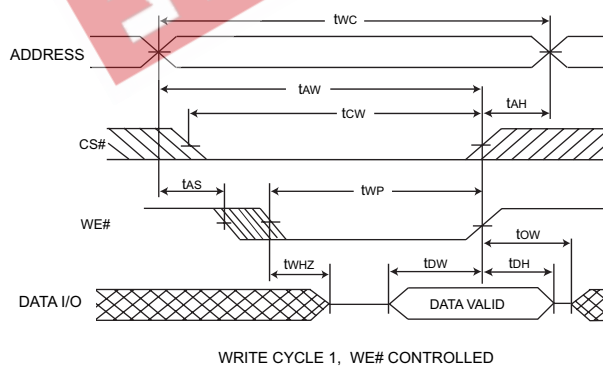 tWC
ADDRESS
tAW
tCW
tAH
CS#
tAS
tWP
WE#
tOW
tWHZ
tDW
tDH
DATA I/O
DATA VALID
WRITE CYCLE 1, WE# CONTROLLED